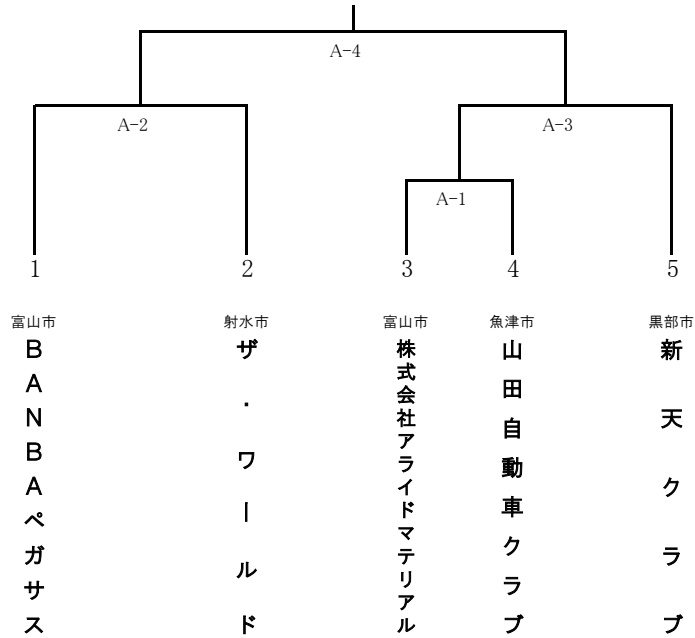 A-4
A-2
A-3
A-1
1
2
3
4
5
富山市
射水市
富山市
魚津市
黒部市
BANBAペガサス
ザ・ワールド
株式会社アライドマテリアル
山田自動車クラブ
新天クラブ